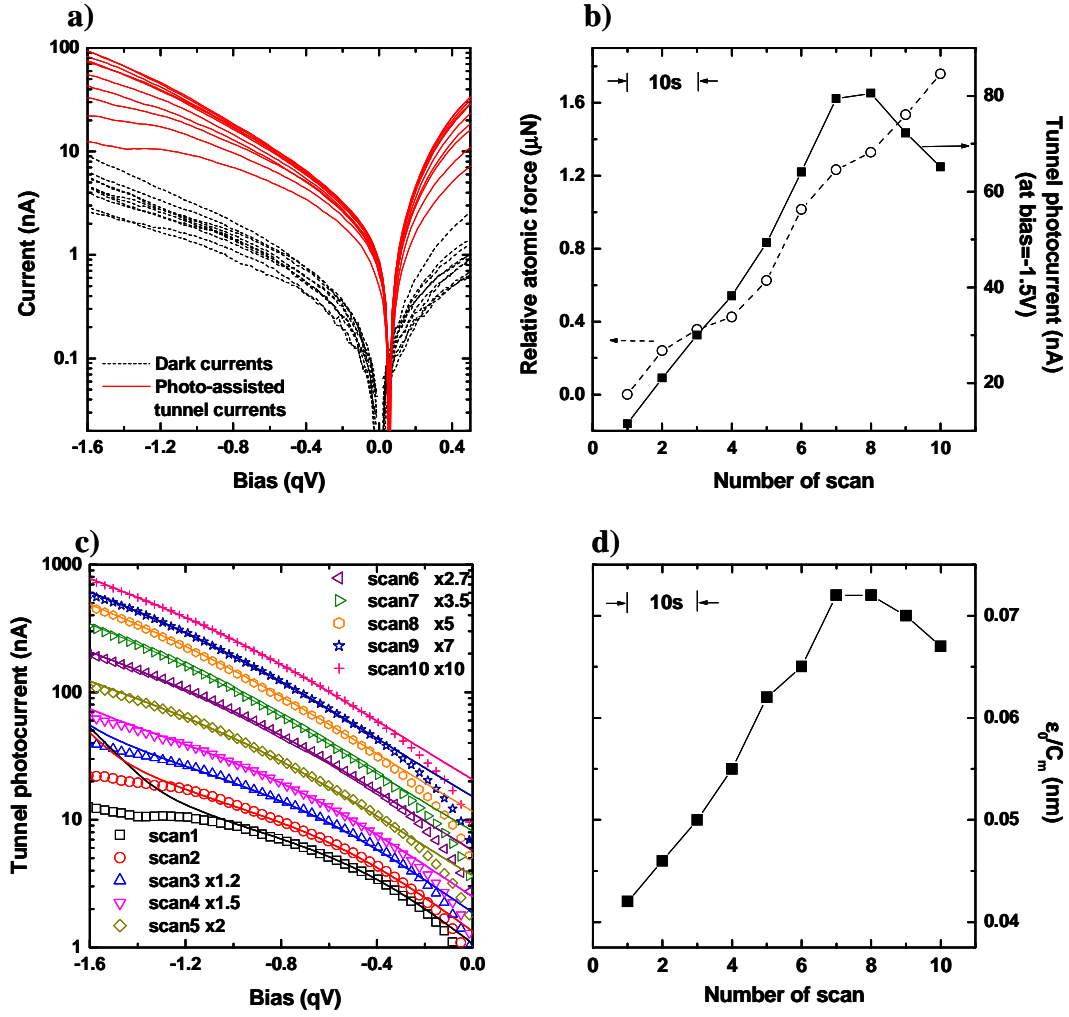 a)
100
10
1
0.1
Current (nA)
Dark currents
Photo-assisted
tunnel currents
-1.6 -1.2 -0.8 -0.4 0.0 0.4
Bias (qV)
b)
10s
1.6
1.2
0.8
0.4
0.0
Relative atomic force (μN)
80
60
40
20
Tunnel photocurrent (nA)
(at bias=-1.5V)
0 2 4 6 8 10
Number of scan
c)
1000
100
10
1
Tunnel photocurrent (nA)
scan6 x2.7
scan7 x3.5
scan8 x5
scan9 x7
scan10 x10
scan1
scan2
scan3 x1.2
scan4 x1.5
scan5 x2
-1.6 -1.2 -0.8 -0.4 0.0
Bias (qV)
d)
10s
0.07
0.06
0.05
0.04
ε0/Cm (nm)
0 2 4 6 8 10
Number of scan